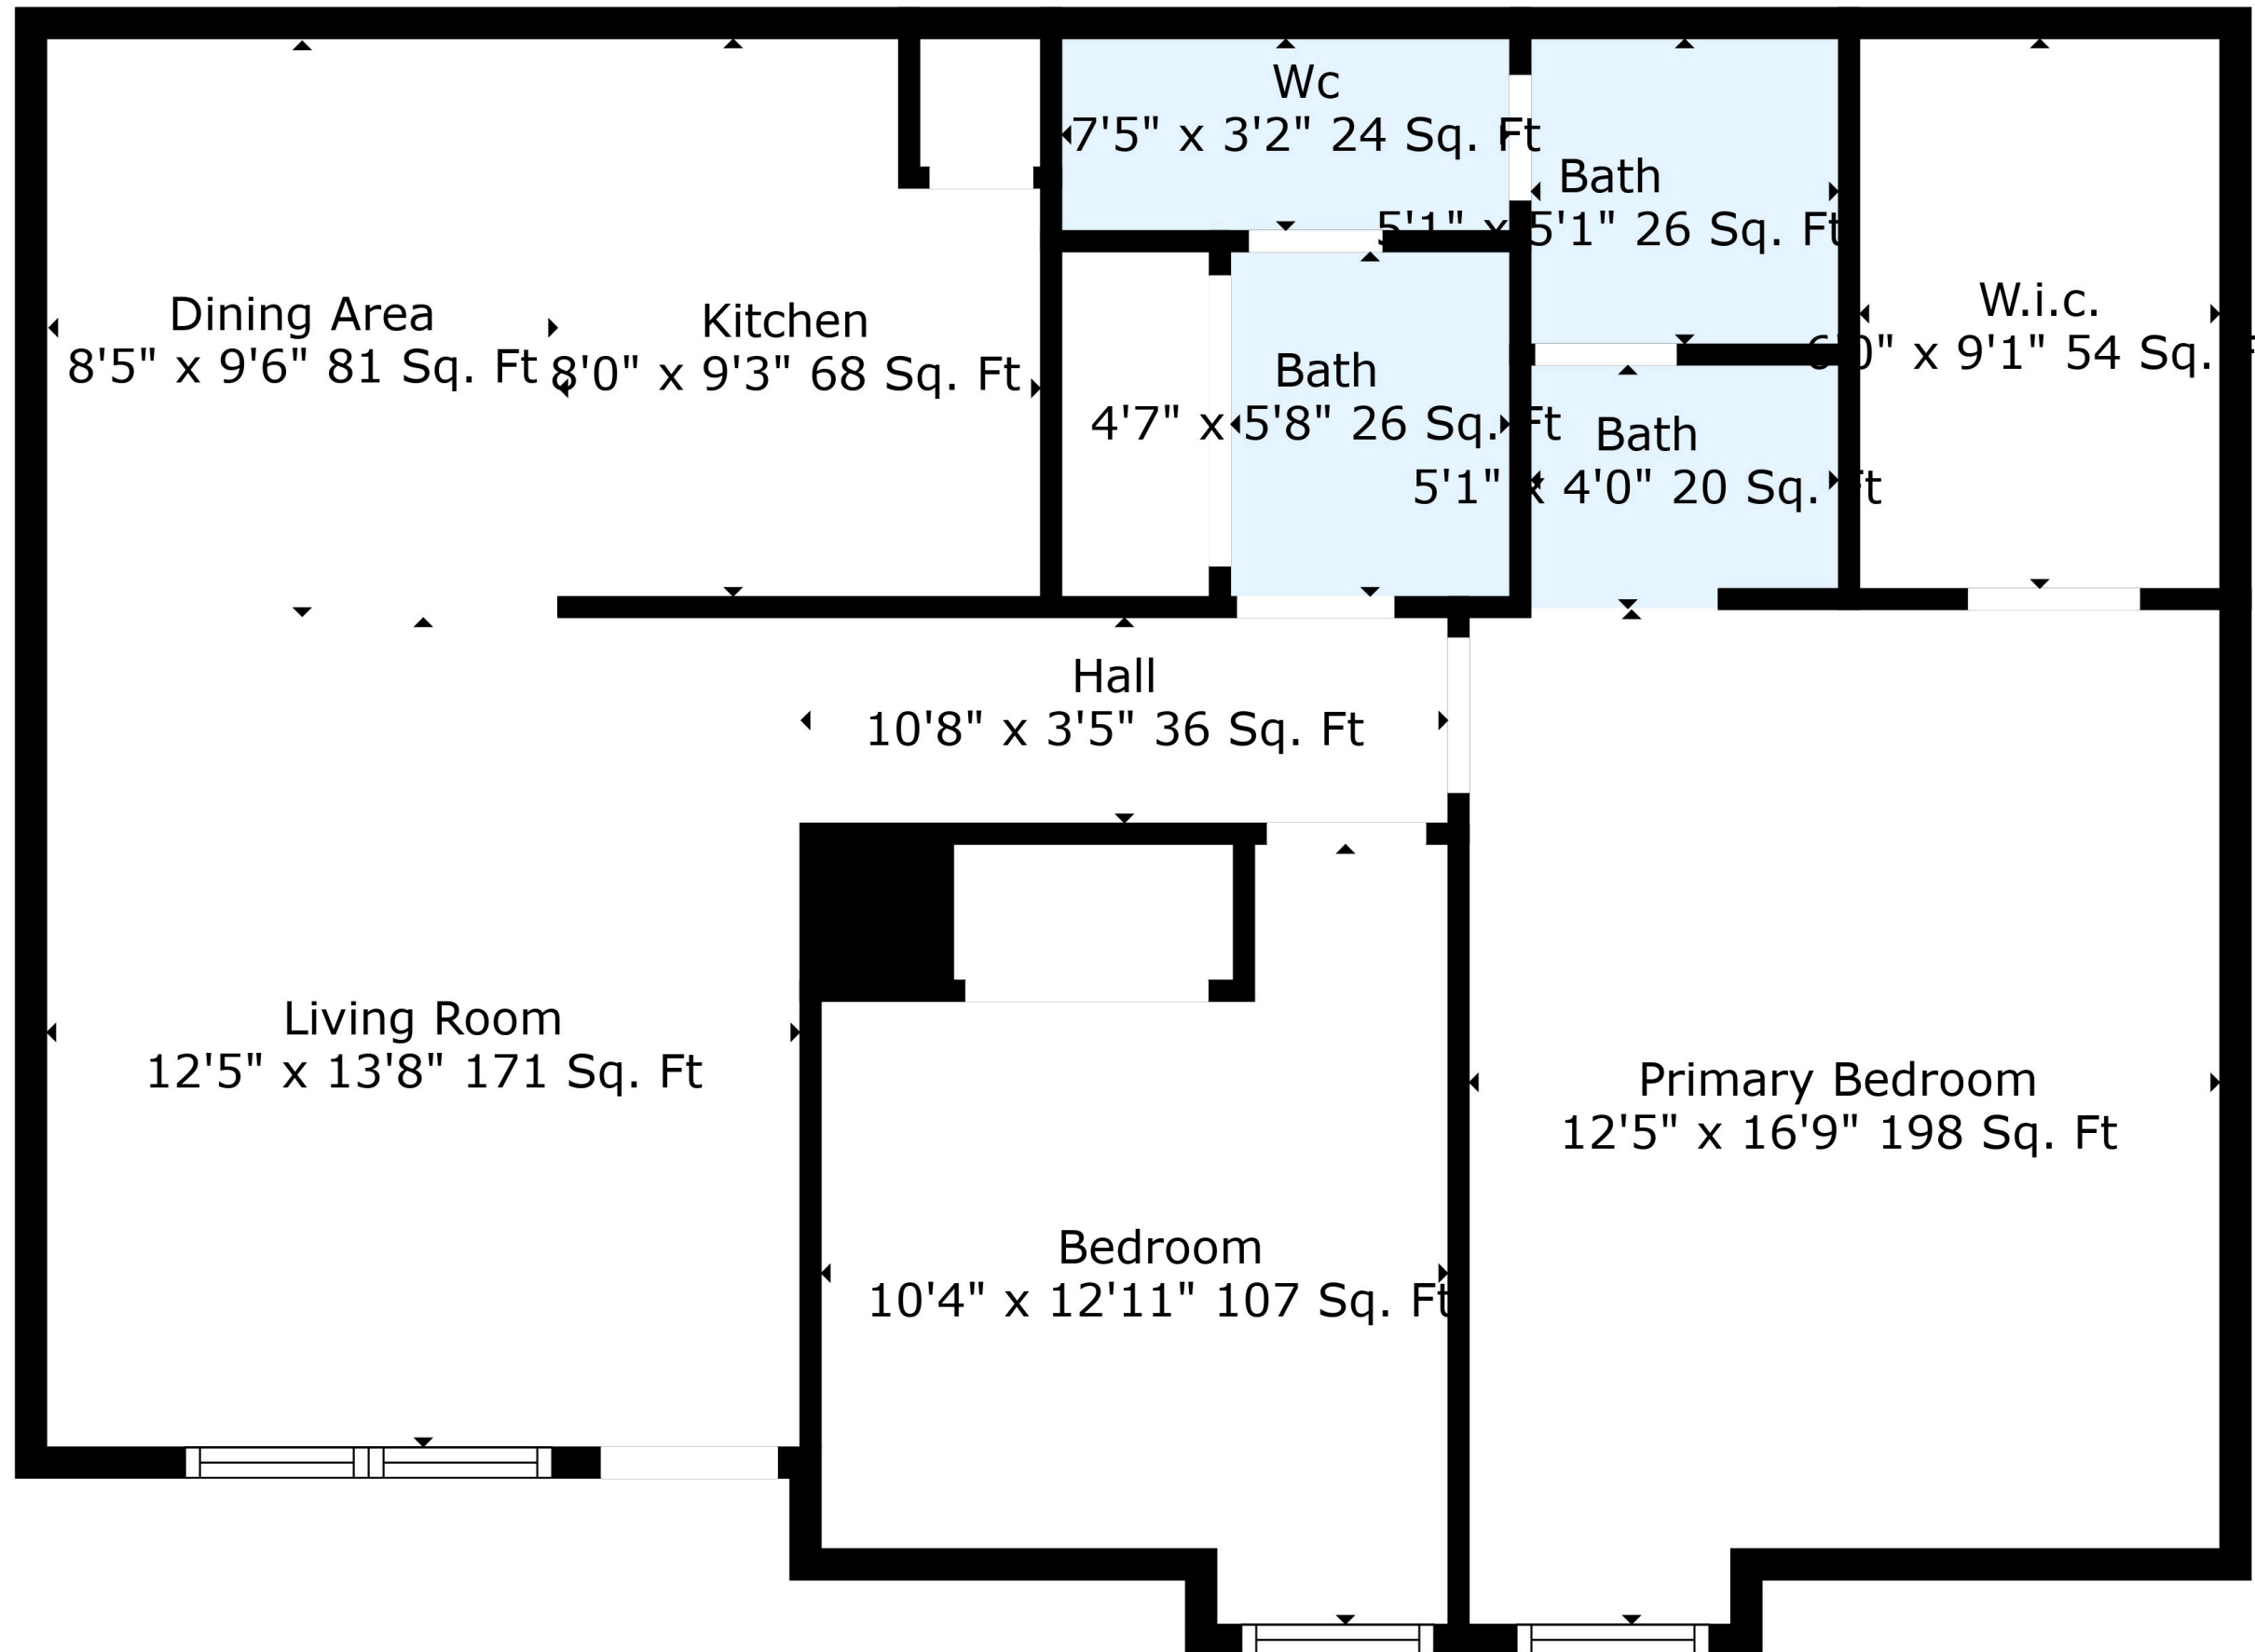 Wc
7'5" x 3'2" 24 Sq. Ft
Bath
5'1" x 5'1" 26 Sq. Ft
Dining Area
8'5" x 9'6" 81 Sq. Ft
Kitchen
8'0" x 9'3" 68 Sq. Ft
W.i.c.
6'0" x 9'1" 54 Sq. F
Bath
4'7" x 5'8" 26 Sq. Ft
Bath
5'1" x 4'0" 20 Sq. Ft
Hall
10'8" x 3'5" 36 Sq. Ft
Living Room
12'5" x 13'8" 171 Sq. Ft
Primary Bedroom
12'5" x 16'9" 198 Sq. Ft
Bedroom
10'4" x 12'11" 107 Sq. Ft